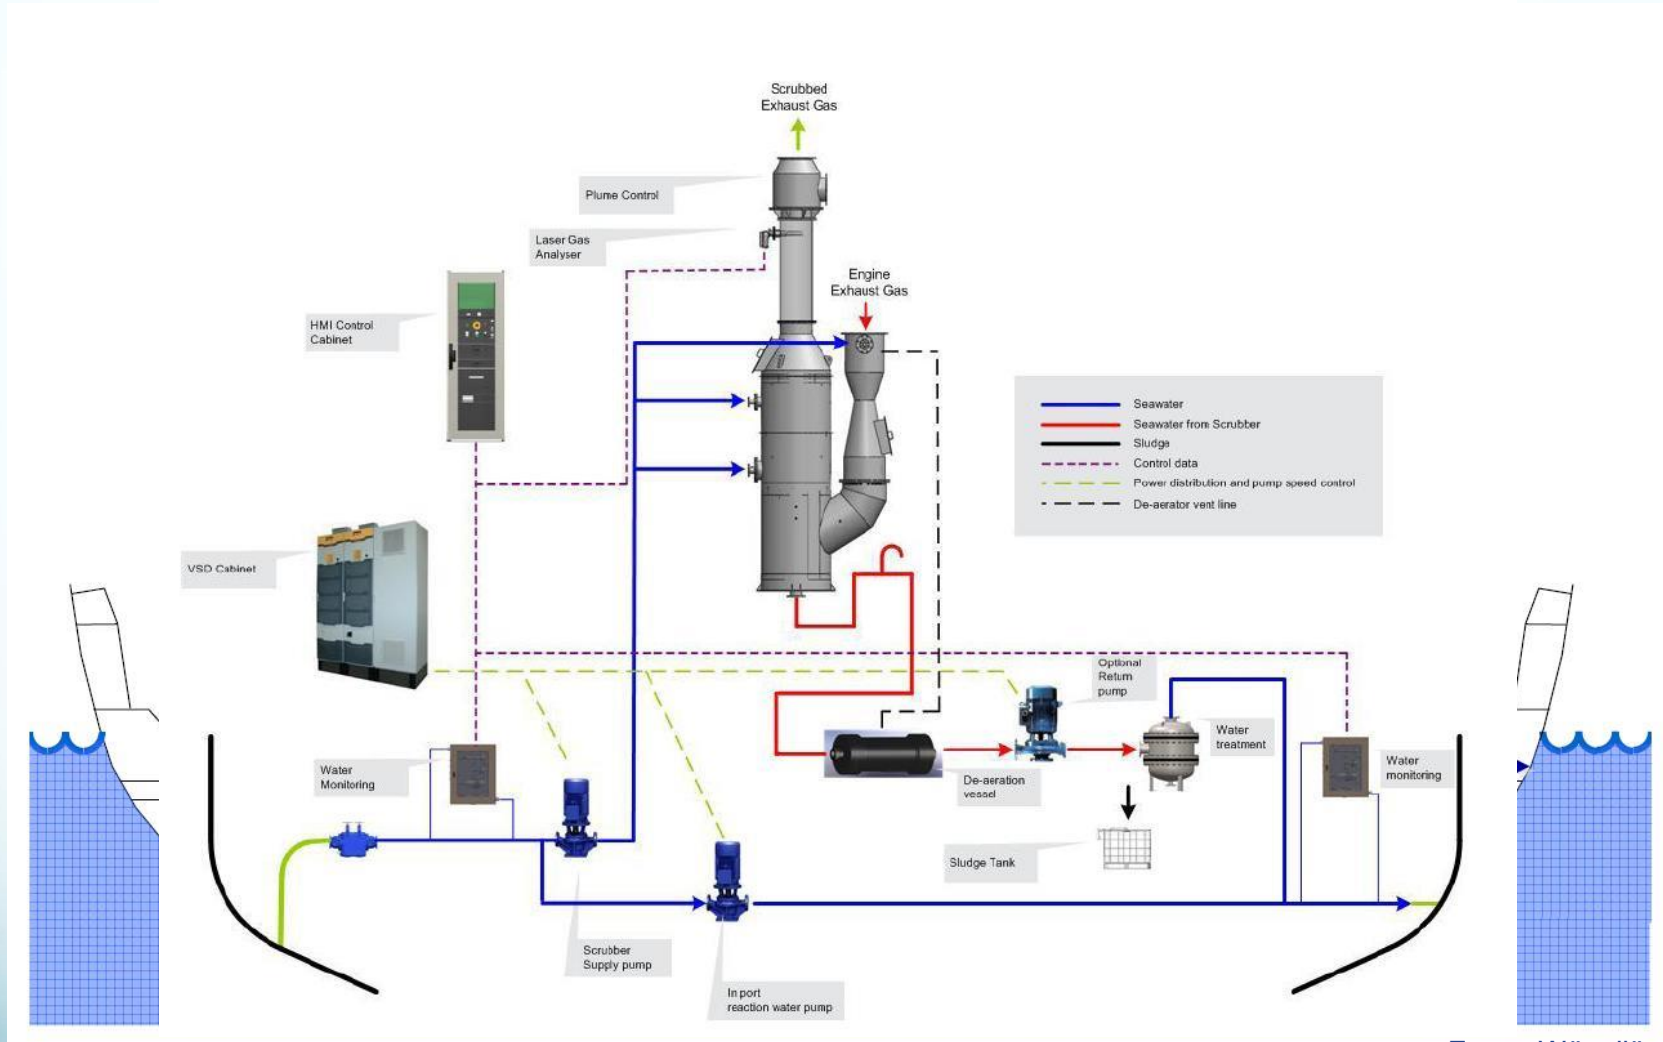 Scrubbed
Exhaust Gas
Plume Control
Laser Gas
Analyser
Engine
Exhaust Gas
HMI Control
Cabinet
Seawater
Seawater from Scrubber
Sludge
Control data
Power distribution and pump speed control
De-aerator vent line
VSD Cabinet
Optional
Return
pump
Water
treatment
Water
Monitoring
De-aeration
vessel
Water
monitoring
Sludge Tank
Scrubber
Supply pump
In port
reaction water pump